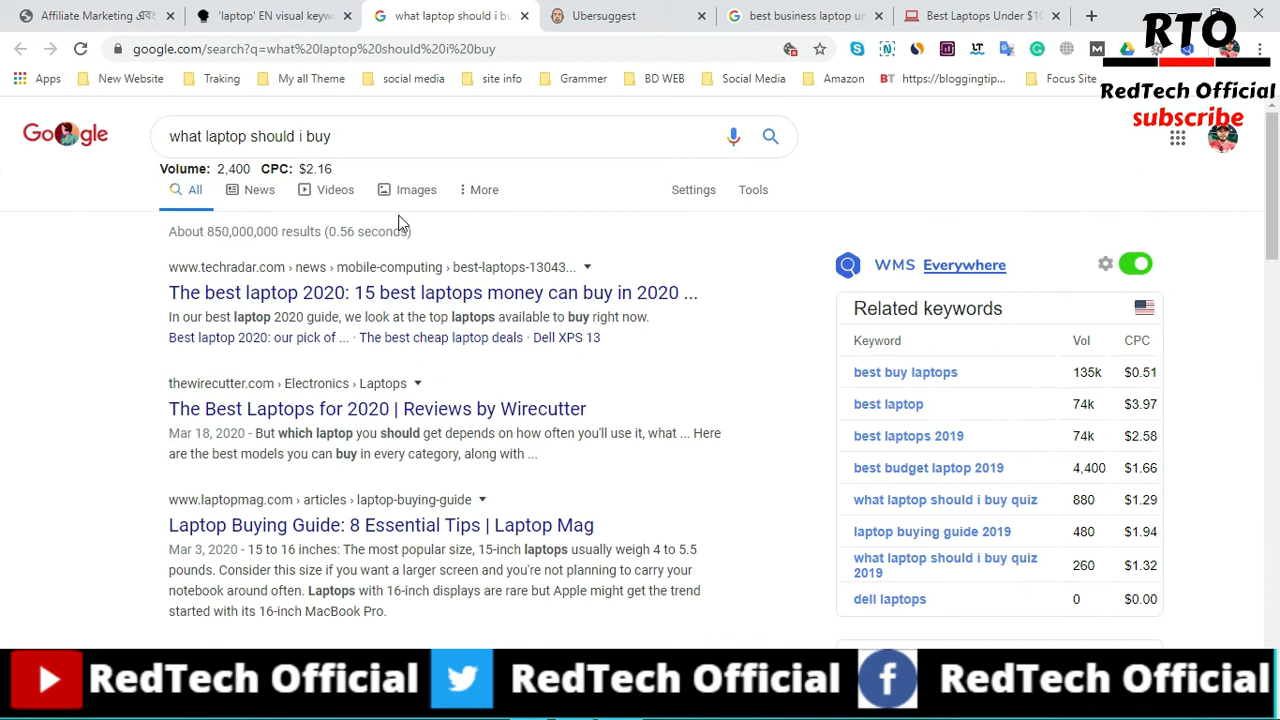 Affiliate Marketing এবং
'laptop' EN visual keyw
what laptop should i bu
Ubersuggest
best business laptop un
Best Laptops Under $10
google.com/search?q=what%20laptop%20should%20i%20buy
Apps
New Website
Traking
My all Theme
social media
site info
Grammer
BD WEB
Social Media
Amazon
BT https://bloggingtip...
Focus Site
RTO
RedTech Official
subscribe
Google
what laptop should i buy
Volume: 2,400 CPC: $2.16
All
News
Videos
Images
More
Settings
Tools
About 850,000,000 results (0.56 seconds)
www.techradar.com › news › mobile-computing › best-laptops-13043...
The best laptop 2020: 15 best laptops money can buy in 2020 ...
In our best laptop 2020 guide, we look at the top laptops available to buy right now.
Best laptop 2020: our pick of ... · The best cheap laptop deals · Dell XPS 13
thewirecutter.com › Electronics › Laptops
The Best Laptops for 2020 | Reviews by Wirecutter
Mar 18, 2020 - But which laptop you should get depends on how often you'll use it, what ... Here
are the best models you can buy in every category, along with ...
www.laptopmag.com › articles › laptop-buying-guide
Laptop Buying Guide: 8 Essential Tips | Laptop Mag
Mar 3, 2020 - 15 to 16 inches: The most popular size, 15-inch laptops usually weigh 4 to 5.5
pounds. Consider this size if you want a larger screen and you're not planning to carry your
notebook around often. Laptops with 16-inch displays are rare but Apple might get the trend
started with its 16-inch MacBook Pro.
WMS Everywhere
Related keywords
Keyword Vol CPC
best buy laptops 135k $0.51
best laptop 74k $3.97
best laptops 2019 74k $2.58
best budget laptop 2019 4,400 $1.66
what laptop should i buy quiz 880 $1.29
laptop buying guide 2019 480 $1.94
what laptop should i buy quiz
2019 260 $1.32
dell laptops 0 $0.00
RedTech Official
RedTech Official
RedTech Official